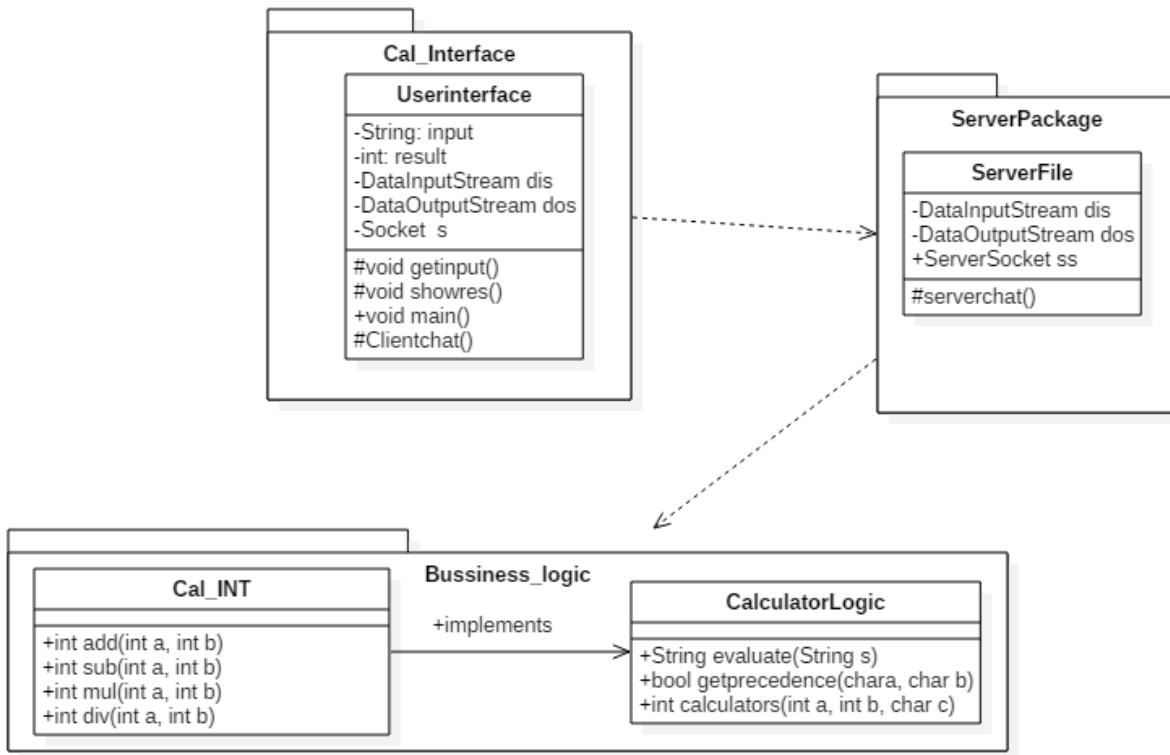 Cal_Interface
Userinterface
-String: input
-int: result
-DataInputStream dis
-DataOutputStream dos
-Socket  s
#void getinput()
#void showres()
+void main()
#Clientchat()
ServerPackage
ServerFile
-DataInputStream dis
-DataOutputStream dos
+ServerSocket ss
#serverchat()
Bussiness_logic
Cal_INT
+int add(int a, int b)
+int sub(int a, int b)
+int mul(int a, int b)
+int div(int a, int b)
+implements
CalculatorLogic
+String evaluate(String s)
+bool getprecedence(chara, char b)
+int calculators(int a, int b, char c)